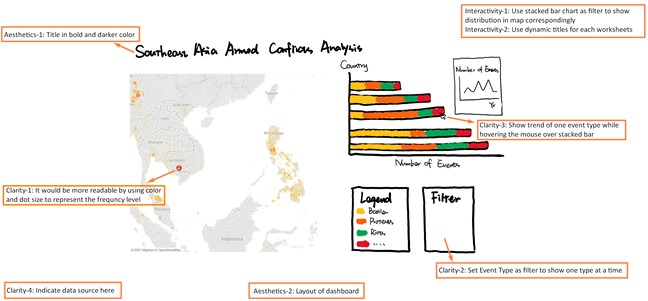 Interactivity-1: Use stacked bar chart as filter to show
distribution in map correspondingly
Interactivity-2: Use dynamic titles for each worksheets
Aesthetics-1: Title in bold and darker color
Southeast Asia Armed Conflicts Analysis
Country
Number of Events
Yr
Clarity-3: Show trend of one event type while
hovering the mouse over stacked bar
Number of Events
Clarity-1: It would be more readable by using color
and dot size to represent the frequncy level
Legend
Battles
Protests
Riots
....
Filter
Clarity-2: Set Event Type as filter to show one type at a time
Clarity-4: Indicate data source here
Aesthetics-2: Layout of dashboard
Philippines
Indonesia